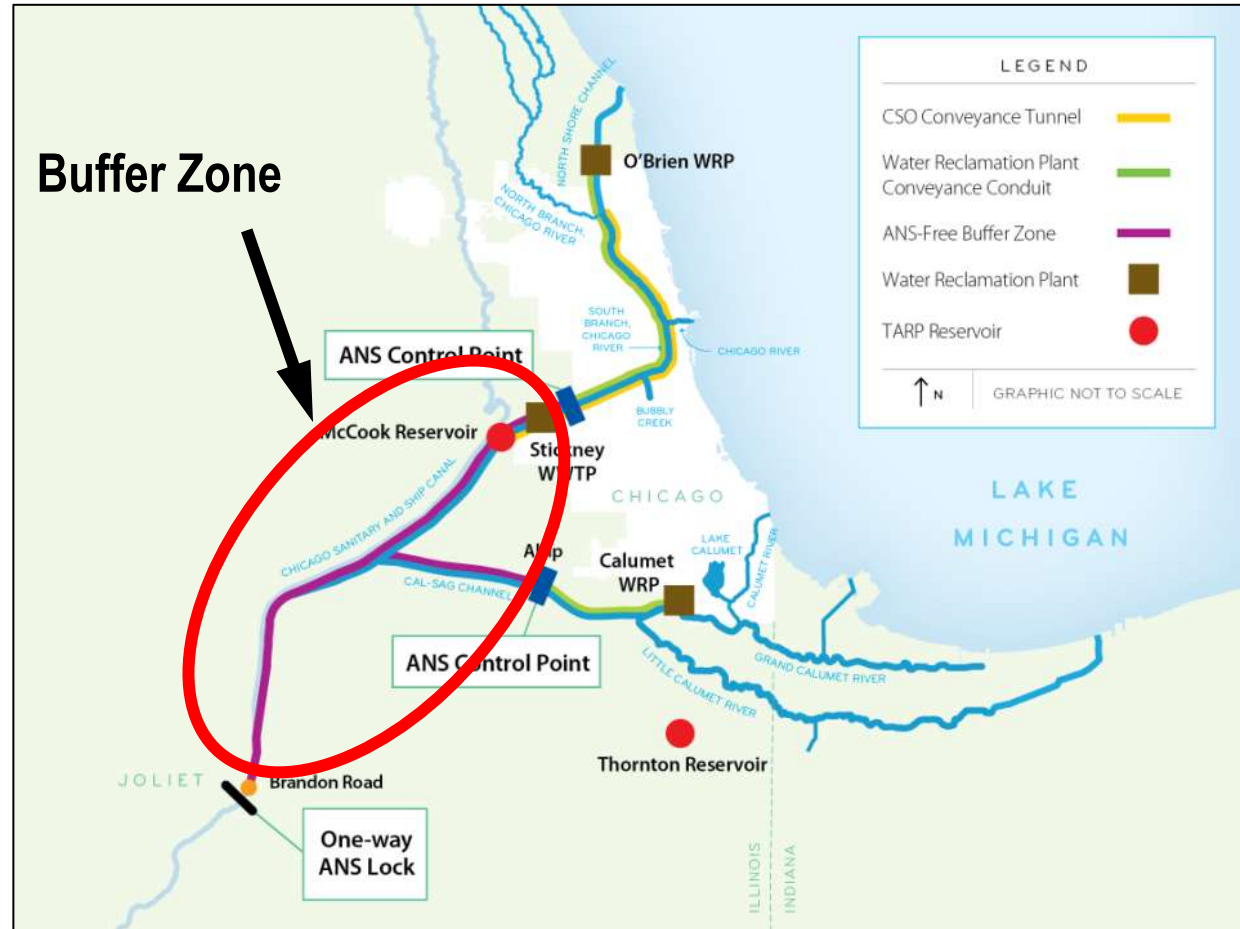 LEGEND
CSO Conveyance Tunnel
Water Reclamation Plant
Conveyance Conduit
ANS-Free Buffer Zone
Water Reclamation Plant
TARP Reservoir
N
GRAPHIC NOT TO SCALE
Buffer Zone
NORTH SHORE CHANNEL
O'Brien WRP
NORTH BRANCH,
CHICAGO RIVER
SOUTH
BRANCH,
CHICAGO
RIVER
CHICAGO RIVER
ANS Control Point
BUBBLY
CREEK
McCook Reservoir
Stickney
WWTP
CHICAGO
LAKE
MICHIGAN
CHICAGO SANITARY AND SHIP CANAL
Alsip
CAL-SAG CHANNEL
Calumet
WRP
LAKE
CALUMET
CALUMET RIVER
ANS Control Point
GRAND CALUMET RIVER
LITTLE CALUMET RIVER
Thornton Reservoir
JOLIET
Brandon Road
One-way
ANS Lock
ILLINOIS
INDIANA